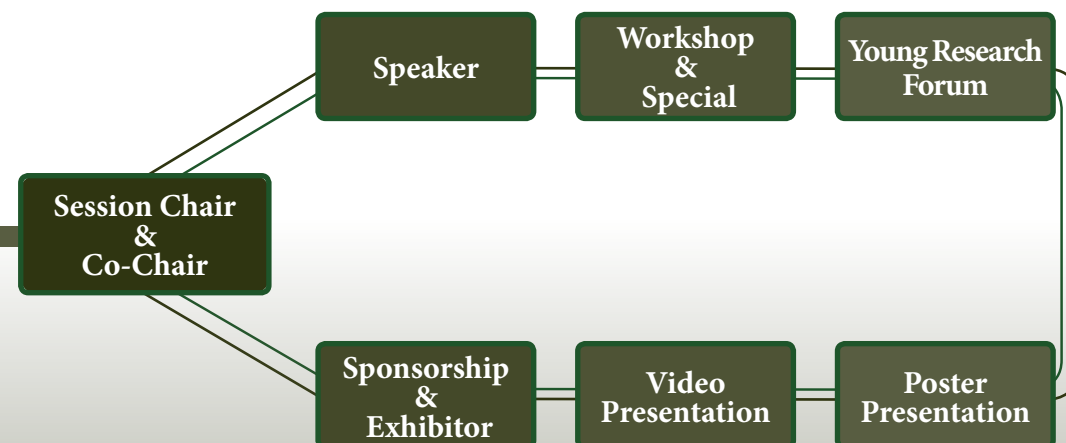 Speaker
Workshop
&
Special
Young Research
Forum
Session Chair
&
Co-Chair
Sponsorship
&
Exhibitor
Video
Presentation
Poster
Presentation